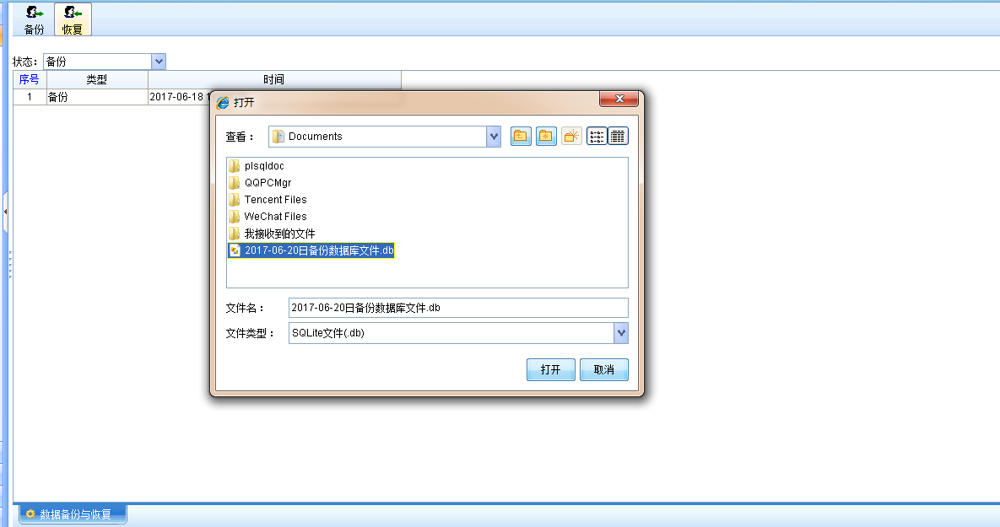 备份
恢复
状态：
备份
序号 类型 时间
1 备份 2017-06-18
打开
查看： Documents
plsqldoc
QQPCMgr
Tencent Files
WeChat Files
我接收到的文件
2017-06-20日备份数据库文件.db
文件名： 2017-06-20日备份数据库文件.db
文件类型： SQLite文件(.db)
打开 取消
数据备份与恢复